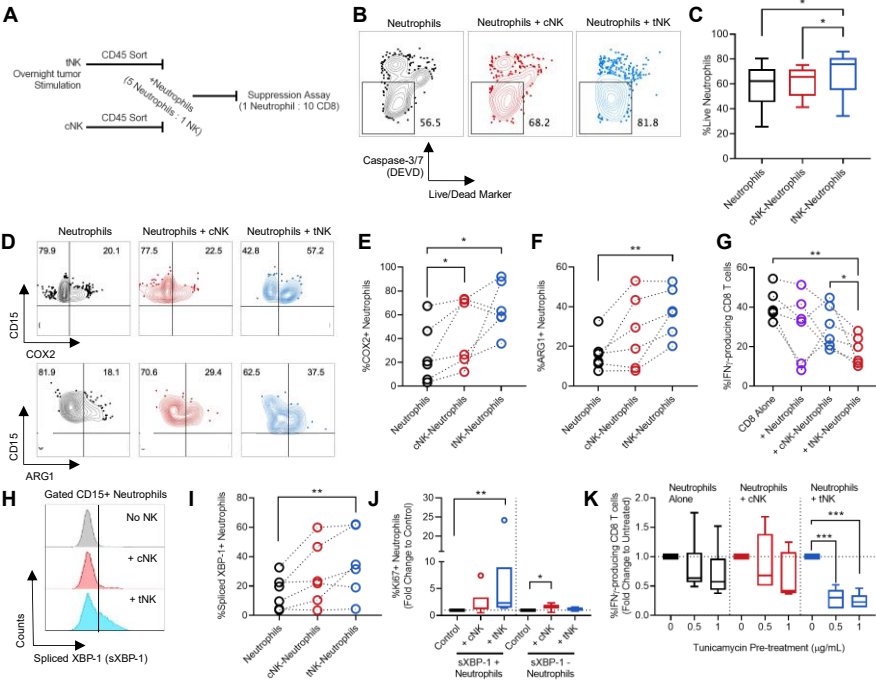 A
tNK
Overnight tumor
Stimulation
CD45 Sort
+Neutrophils
(5 Neutrophils : 1 NK)
Suppression Assay
(1 Neutrophil : 10 CD8)
cNK
CD45 Sort
B
Neutrophils
Neutrophils + cNK
Neutrophils + tNK
56.5
68.2
81.8
Caspase-3/7
(DEVD)
Live/Dead Marker
C
%Live Neutrophils
100
80
60
40
20
0
*
*
Neutrophils
cNK-Neutrophils
tNK-Neutrophils
D
Neutrophils
Neutrophils + cNK
Neutrophils + tNK
79.9
20.1
77.5
22.5
42.8
57.2
CD15
COX2
81.9
18.1
70.6
29.4
62.5
37.5
CD15
ARG1
E
%COX2+ Neutrophils
100
80
60
40
20
0
*
*
Neutrophils
cNK-Neutrophils
tNK-Neutrophils
F
%ARG1+ Neutrophils
60
40
20
0
**
Neutrophils
cNK-Neutrophils
tNK-Neutrophils
G
%IFNγ-producing CD8 T cells
60
40
20
0
**
*
CD8 Alone
+ Neutrophils
+ cNK-Neutrophils
+ tNK-Neutrophils
H
Gated CD15+ Neutrophils
No NK
+ cNK
+ tNK
Counts
Spliced XBP-1 (sXBP-1)
I
%Spliced XBP-1+ Neutrophils
80
60
40
20
0
**
Neutrophils
cNK-Neutrophils
tNK-Neutrophils
J
%Ki67+ Neutrophils
(Fold Change to Control)
30
25
20
15
10
5
0
**
*
Control
+ cNK
+ tNK
Control
+ cNK
+ tNK
sXBP-1 +
Neutrophils
sXBP-1 -
Neutrophils
K
%IFNγ-producing CD8 T cells
(Fold Change to Untreated)
2.0
1.5
1.0
0.5
0.0
Neutrophils
Alone
Neutrophils
+ cNK
Neutrophils
+ tNK
***
***
0
0.5
1
0
0.5
1
0
0.5
1
Tunicamycin Pre-treatment (μg/mL)